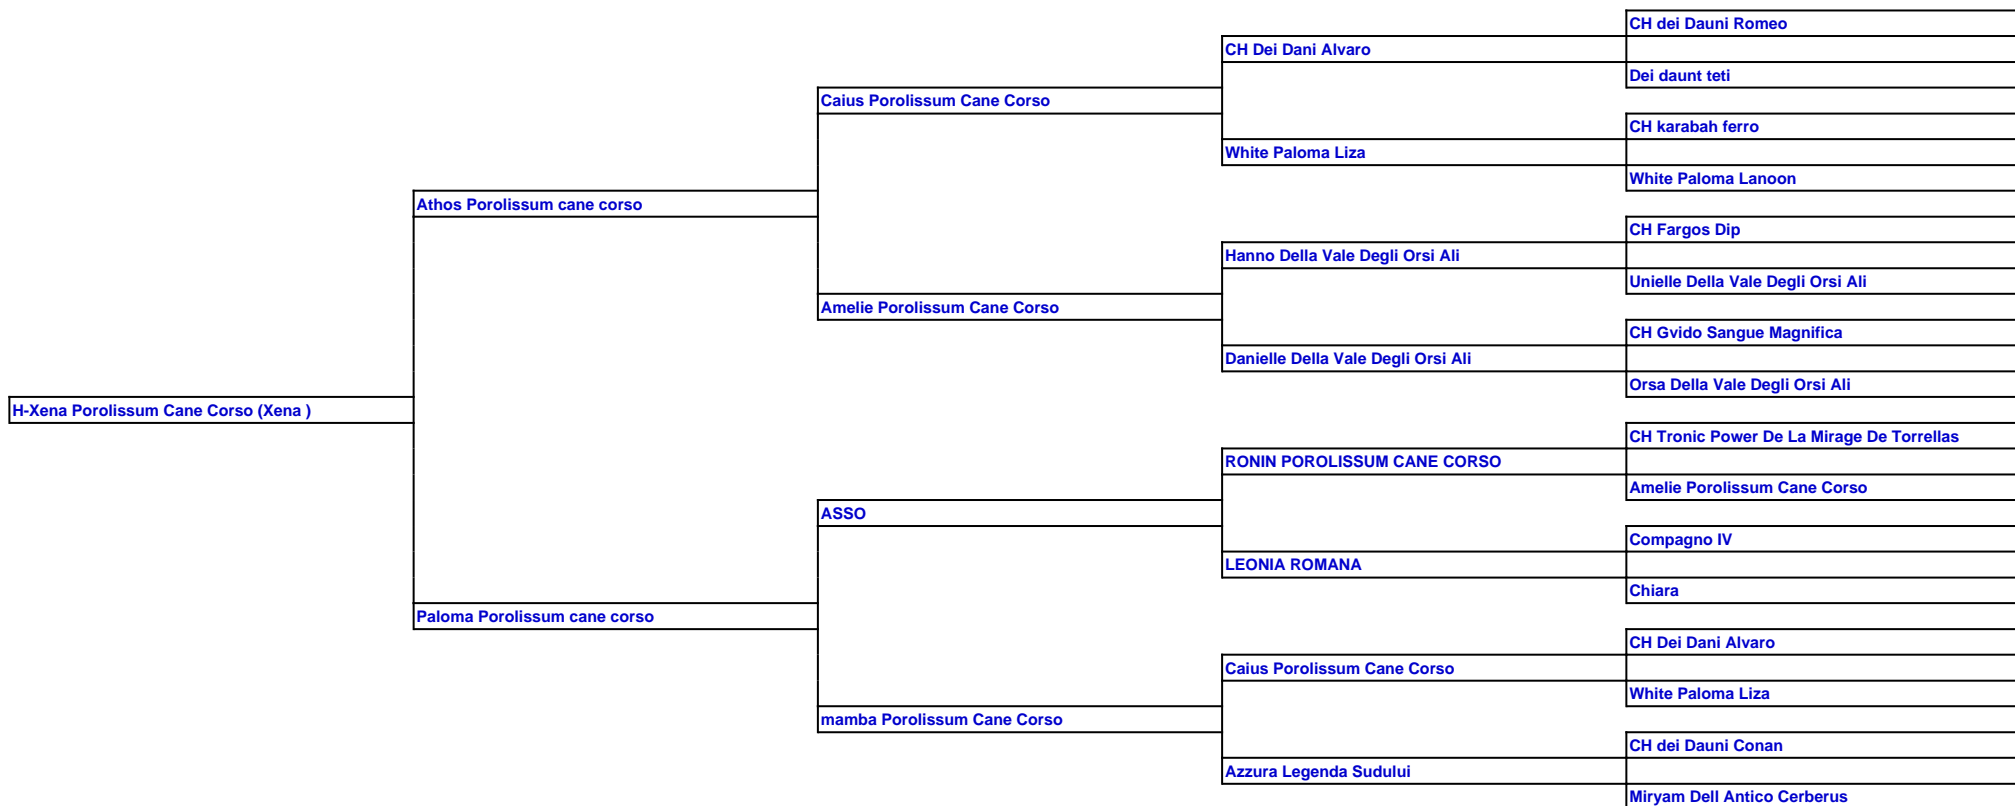 CH dei Dauni Romeo
CH Dei Dani Alvaro
Dei daunt teti
Caius Porolissum Cane Corso
CH karabah ferro
White Paloma Liza
White Paloma Lanoon
Athos Porolissum cane corso
CH Fargos Dip
Hanno Della Vale Degli Orsi Ali
Unielle Della Vale Degli Orsi Ali
Amelie Porolissum Cane Corso
CH Gvido Sangue Magnifica
Danielle Della Vale Degli Orsi Ali
Orsa Della Vale Degli Orsi Ali
H-Xena Porolissum Cane Corso (Xena )
CH Tronic Power De La Mirage De Torrellas
RONIN POROLISSUM CANE CORSO
Amelie Porolissum Cane Corso
ASSO
Compagno IV
LEONIA ROMANA
Chiara
Paloma Porolissum cane corso
CH Dei Dani Alvaro
Caius Porolissum Cane Corso
White Paloma Liza
mamba Porolissum Cane Corso
CH dei Dauni Conan
Azzura Legenda Sudului
Miryam Dell Antico Cerberus